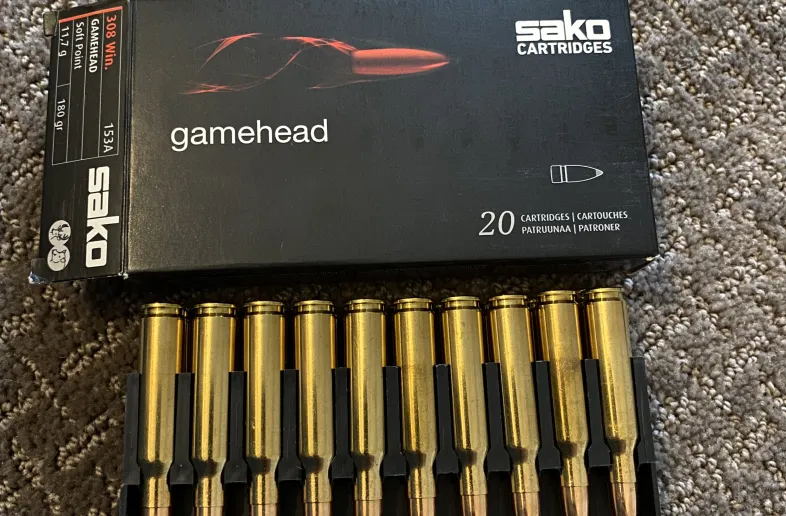 308 Win. 153A
GAMEHEAD
Soft Point
11,7 g 180 gr
sako
sako
CARTRIDGES
gamehead
20 CARTRIDGES | CARTOUCHES
PATRUUNAA | PATRONER